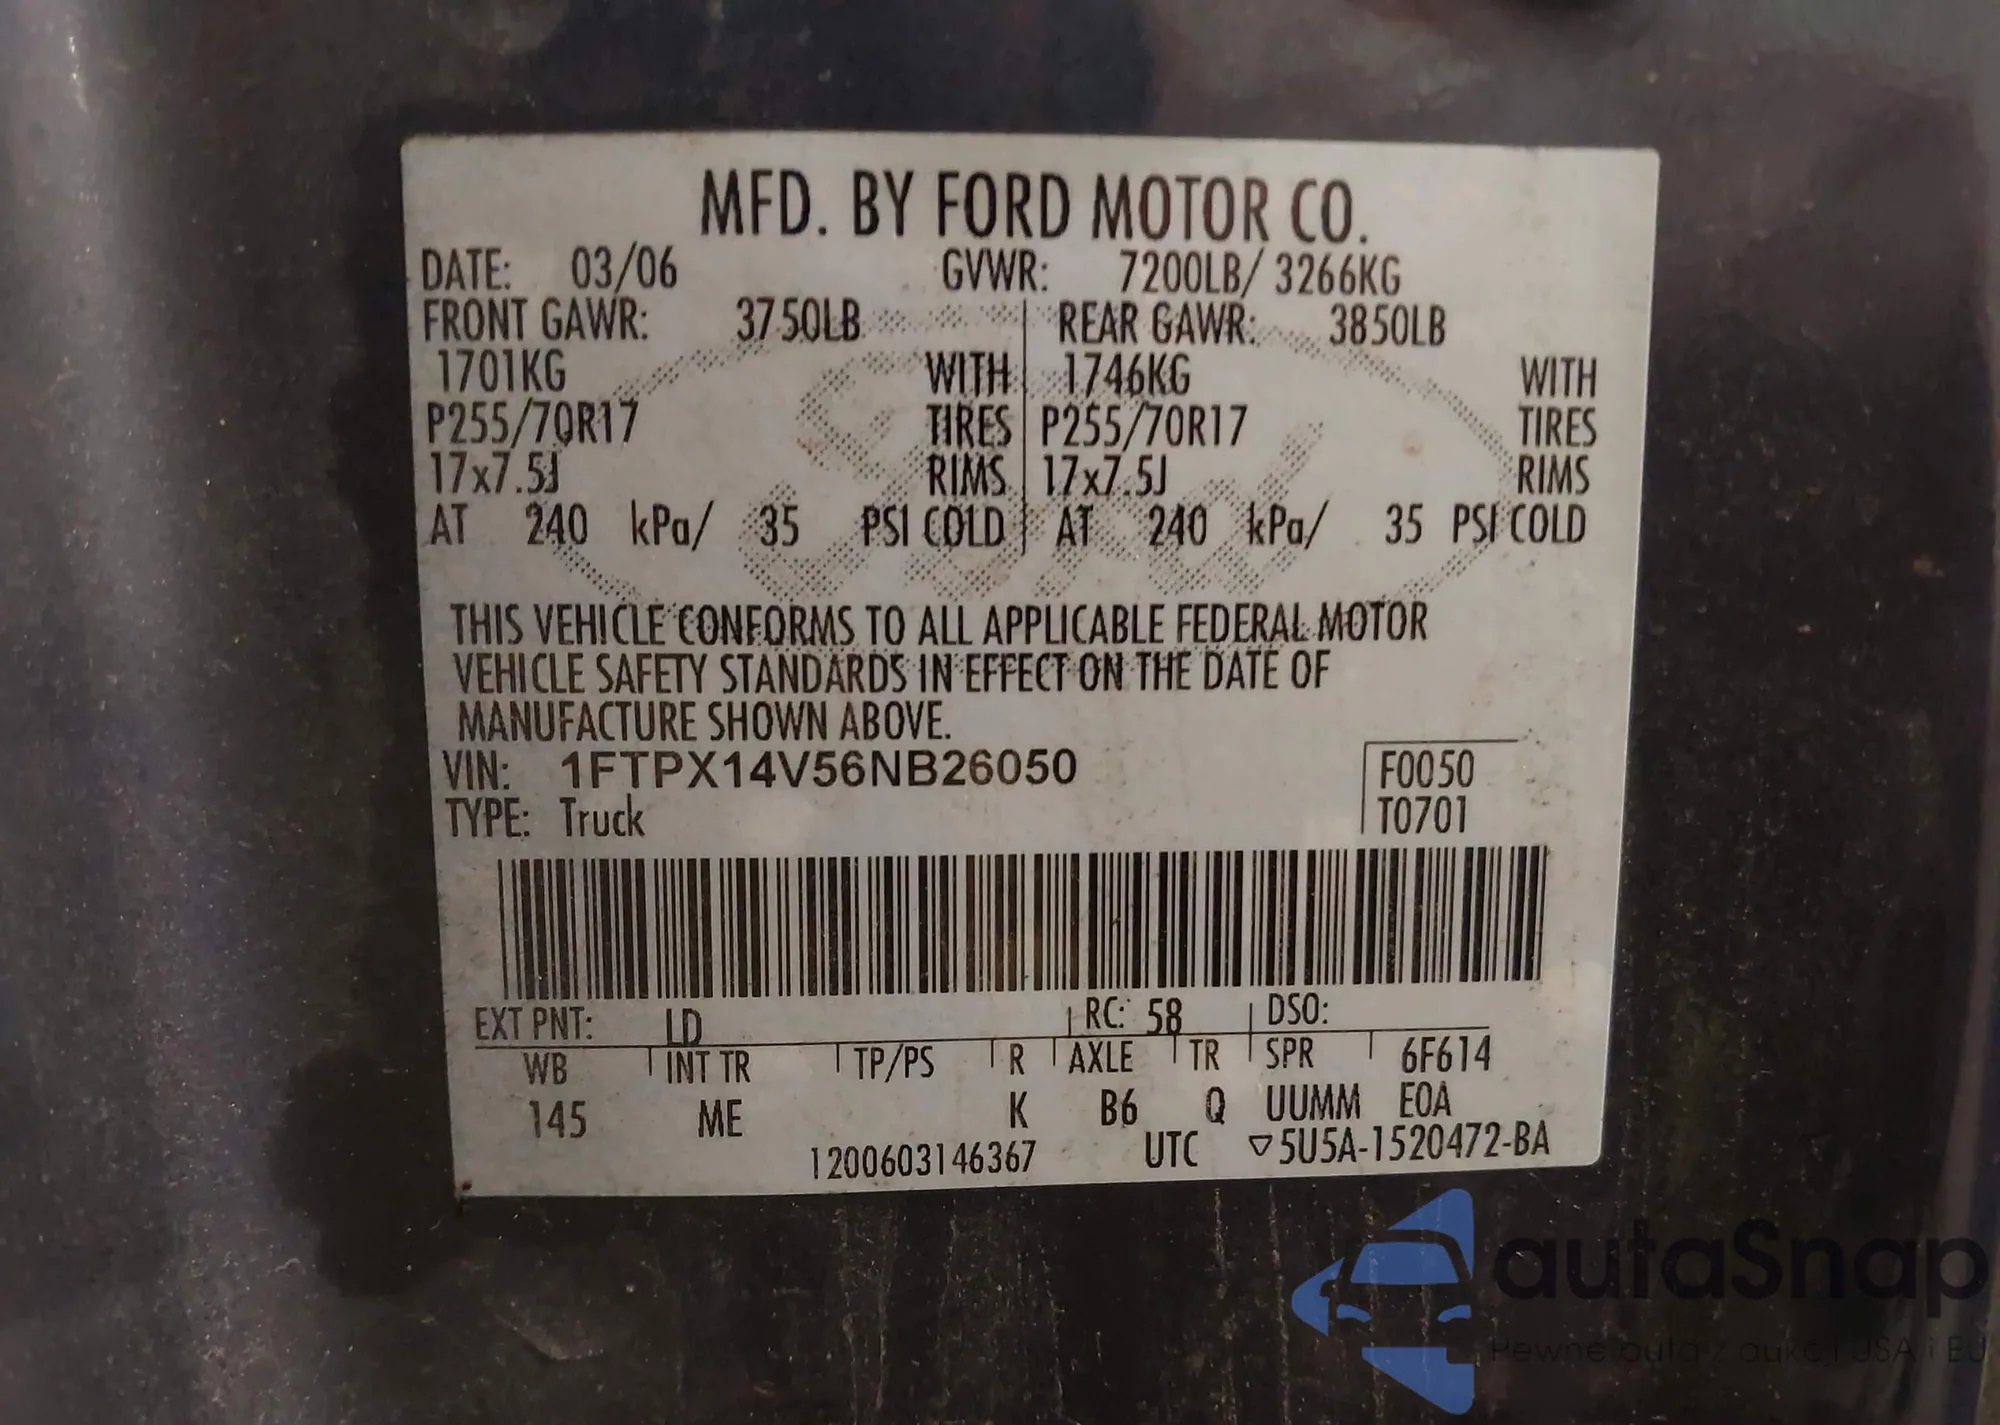 MFD. BY FORD MOTOR CO.
DATE: 03/06 GVWR: 7200LB/ 3266KG
FRONT GAWR: 3750LB REAR GAWR: 3850LB
1701KG WITH 1746KG WITH
P255/70R17 TIRES P255/70R17 TIRES
17x7.5J RIMS 17x7.5J RIMS
AT 240 kPa/ 35 PSI COLD AT 240 kPa/ 35 PSI COLD
THIS VEHICLE CONFORMS TO ALL APPLICABLE FEDERAL MOTOR
VEHICLE SAFETY STANDARDS IN EFFECT ON THE DATE OF
MANUFACTURE SHOWN ABOVE.
VIN: 1FTPX14V56NB26050 F0050
TYPE: Truck T0701
EXT PNT: LD RC: 58 DSO:
WB INT TR TP/PS R AXLE TR SPR 6F614
145 ME K B6 Q UUMM E0A
1200603146367 UTC ▽5U5A-1520472-BA
autaSnap
Pewne auta z aukcji USA i EU